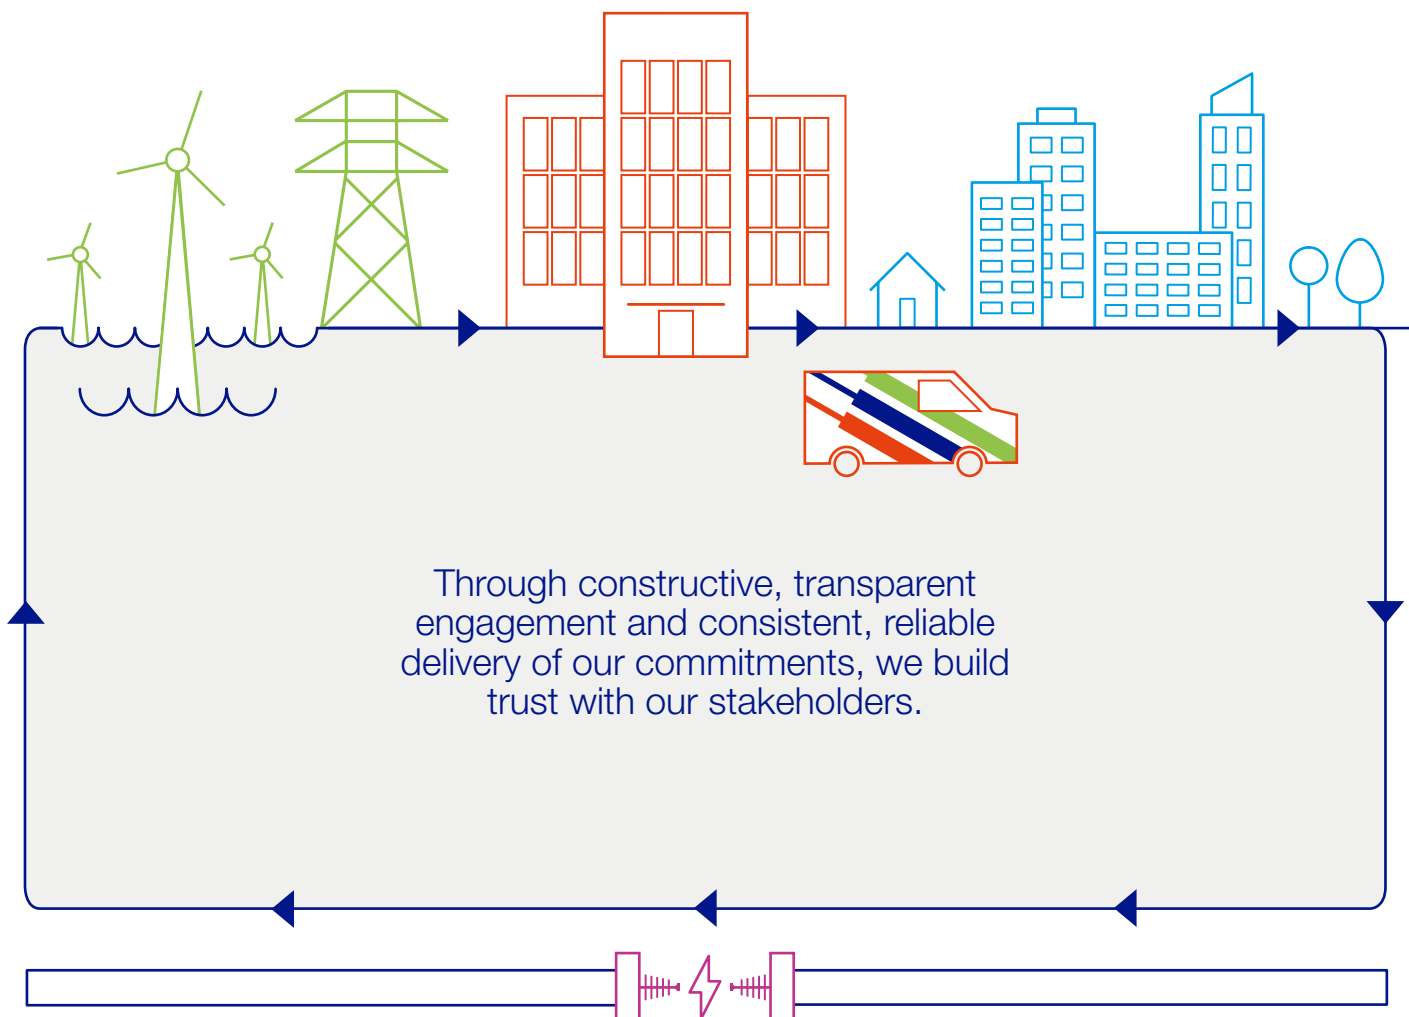 Through constructive, transparent
engagement and consistent, reliable
delivery of our commitments, we build
trust with our stakeholders.